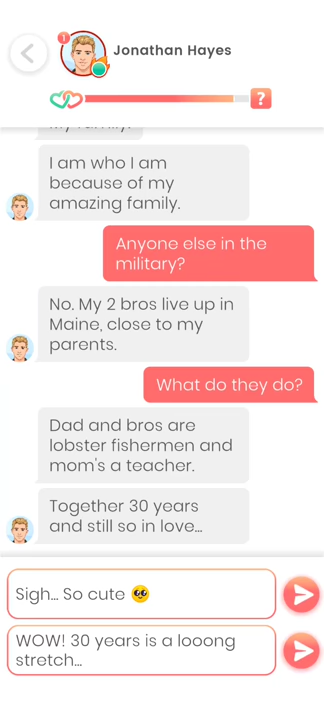 1
Jonathan Hayes
?
My family.
I am who I am
because of my
amazing family.
Anyone else in the
military?
No. My 2 bros live up in
Maine, close to my
parents.
What do they do?
Dad and bros are
lobster fishermen and
mom's a teacher.
Together 30 years
and still so in love...
Sigh... So cute 🥺
WOW! 30 years is a looong
stretch...